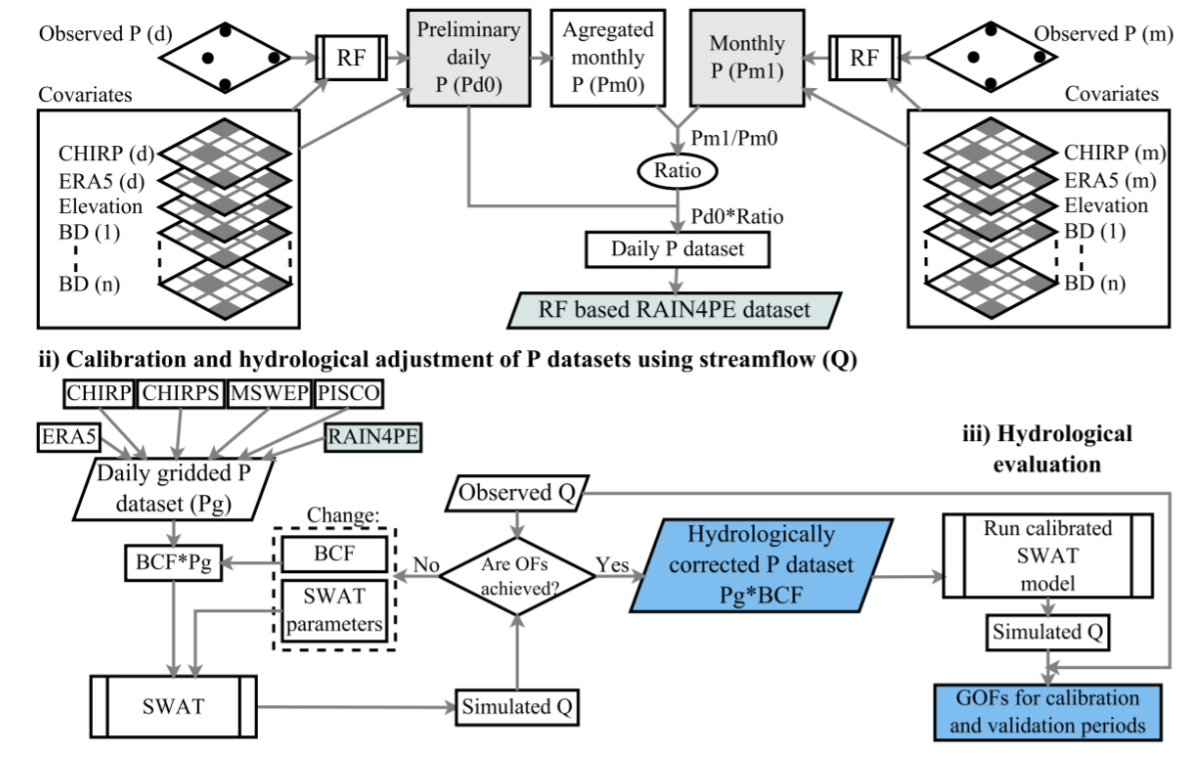 Observed P (d)
RF
Preliminary
daily
P (Pd0)
Agregated
monthly
P (Pm0)
Monthly
P (Pm1)
RF
Observed P (m)
Covariates
CHIRP (d)
ERA5 (d)
Elevation
BD (1)
BD (n)
Pm1/Pm0
Ratio
Pd0*Ratio
Daily P dataset
RF based RAIN4PE dataset
Covariates
CHIRP (m)
ERA5 (m)
Elevation
BD (1)
BD (n)
ii) Calibration and hydrological adjustment of P datasets using streamflow (Q)
CHIRP
CHIRPS
MSWEP
PISCO
ERA5
RAIN4PE
Daily gridded P
dataset (Pg)
BCF*Pg
Change:
BCF
SWAT
parameters
SWAT
Simulated Q
Observed Q
Are OFs
achieved?
No
Yes
Hydrologically
corrected P dataset
Pg*BCF
iii) Hydrological
evaluation
Run calibrated
SWAT
model
Simulated Q
GOFs for calibration
and validation periods